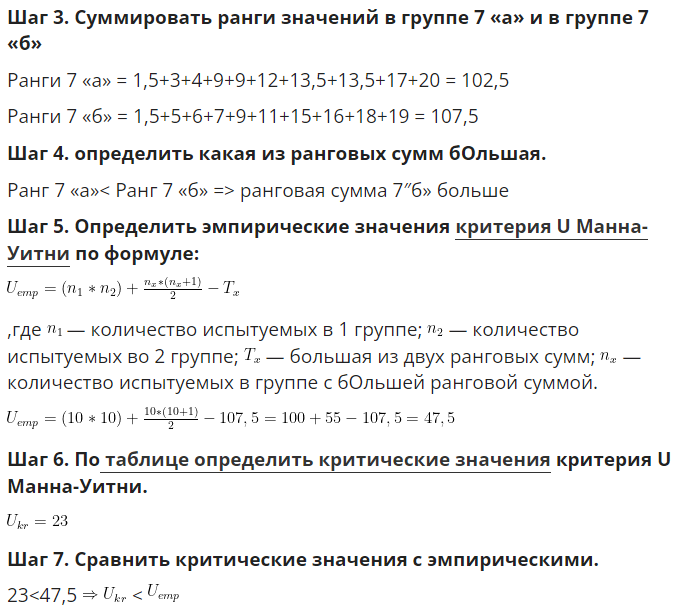 Шаг 3. Суммировать ранги значений в группе 7 «а» и в группе 7
«б»
Ранги 7 «а» = 1,5+3+4+9+9+12+13,5+13,5+17+20 = 102,5
Ранги 7 «б» = 1,5+5+6+7+9+11+15+16+18+19 = 107,5
Шаг 4. определить какая из ранговых сумм бОльшая.
Ранг 7 «а»< Ранг 7 «б» => ранговая сумма 7″б» больше
Шаг 5. Определить эмпирические значения критерия U Манна-
Уитни по формуле:
U_{emp} = (n_1 * n_2) + \frac{n_x*(n_x+1)}{2} − T_x
,где n_1 — количество испытуемых в 1 группе; n_2 — количество
испытуемых во 2 группе; T_x — большая из двух ранговых сумм; n_x —
количество испытуемых в группе с бОльшей ранговой суммой.
U_{emp} = (10 * 10) + \frac{10*(10+1)}{2} − 107,5 = 100 + 55 − 107,5 = 47,5
Шаг 6. По таблице определить критические значения критерия U
Манна-Уитни.
U_{kr} = 23
Шаг 7. Сравнить критические значения с эмпирическими.
23<47,5 ⇒ U_{kr} < U_{emp}